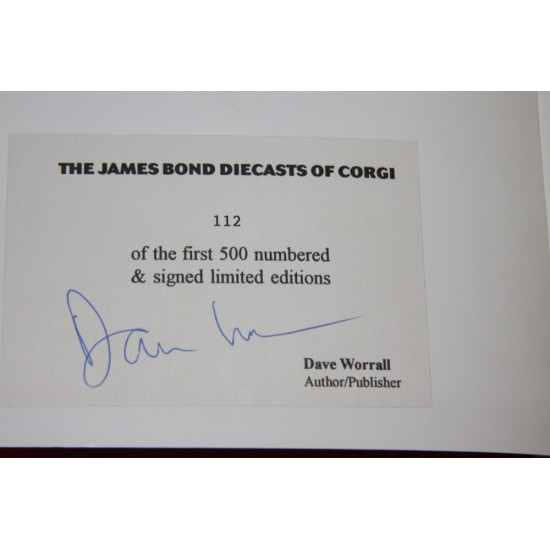 THE JAMES BOND DIECASTS OF CORGI
112
of the first 500 numbered
& signed limited editions
Dave Worrall
Author/Publisher